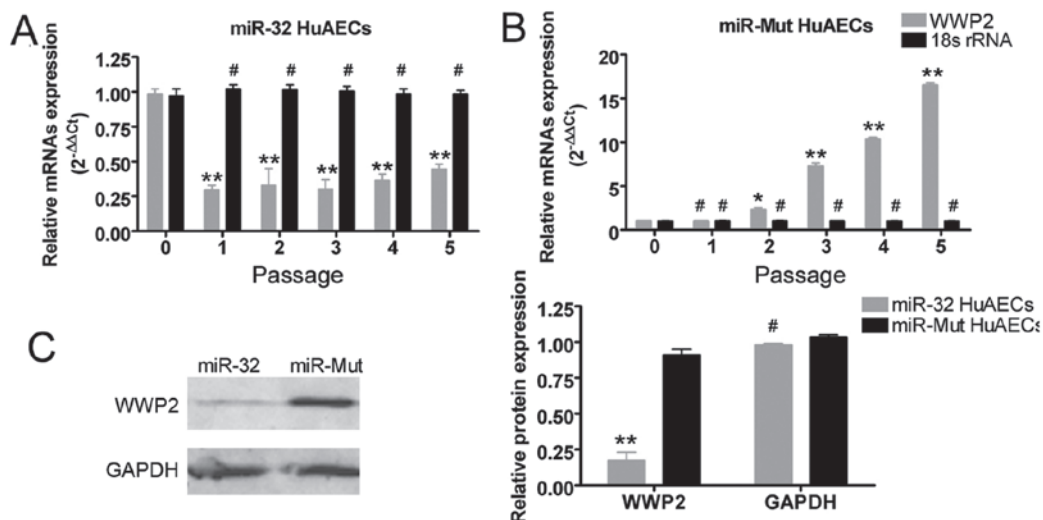 A
miR-32 HuAECs
Relative mRNAs expression
(2-ΔΔCt)
1.25
1.00
0.75
0.50
0.25
0.00
# # # # #
** ** ** ** **
0 1 2 3 4 5
Passage
B
miR-Mut HuAECs
WWP2
18s rRNA
Relative mRNAs expression
(2-ΔΔCt)
20
15
10
5
0
# # * # ** # ** # ** #
0 1 2 3 4 5
Passage
C
miR-32 miR-Mut
WWP2
GAPDH
miR-32 HuAECs
miR-Mut HuAECs
Relative protein expression
1.25
1.00
0.75
0.50
0.25
0.00
**
#
WWP2 GAPDH